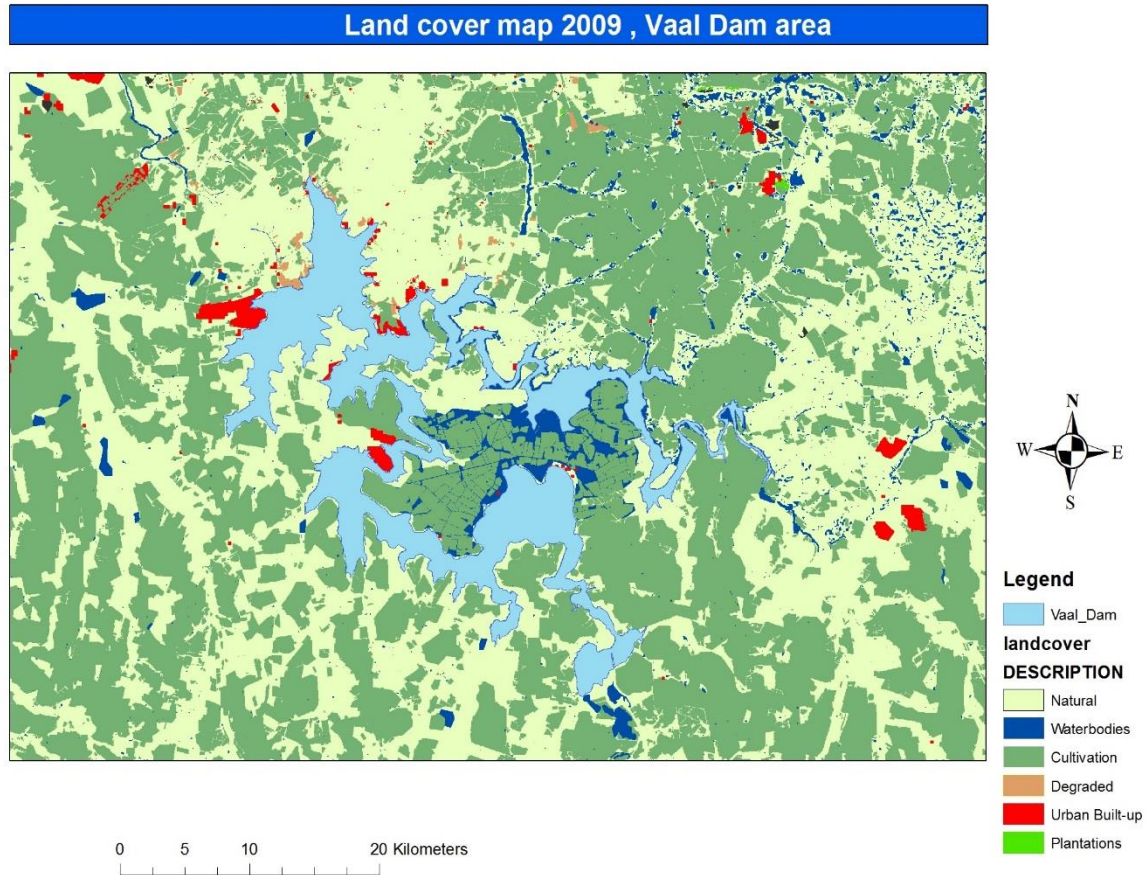 Land cover map 2009 , Vaal Dam area
N
W E
S
Legend
Vaal_Dam
landcover
DESCRIPTION
Natural
Waterbodies
Cultivation
Degraded
Urban Built-up
Plantations
0 5 10 20 Kilometers